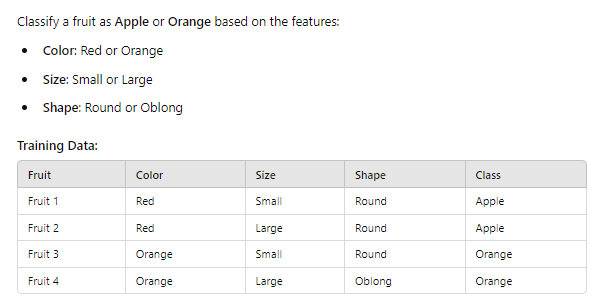 Classify a fruit as Apple or Orange based on the features:
• Color: Red or Orange
• Size: Small or Large
• Shape: Round or Oblong
Training Data:
Fruit Color Size Shape Class
Fruit 1 Red Small Round Apple
Fruit 2 Red Large Round Apple
Fruit 3 Orange Small Round Orange
Fruit 4 Orange Large Oblong Orange